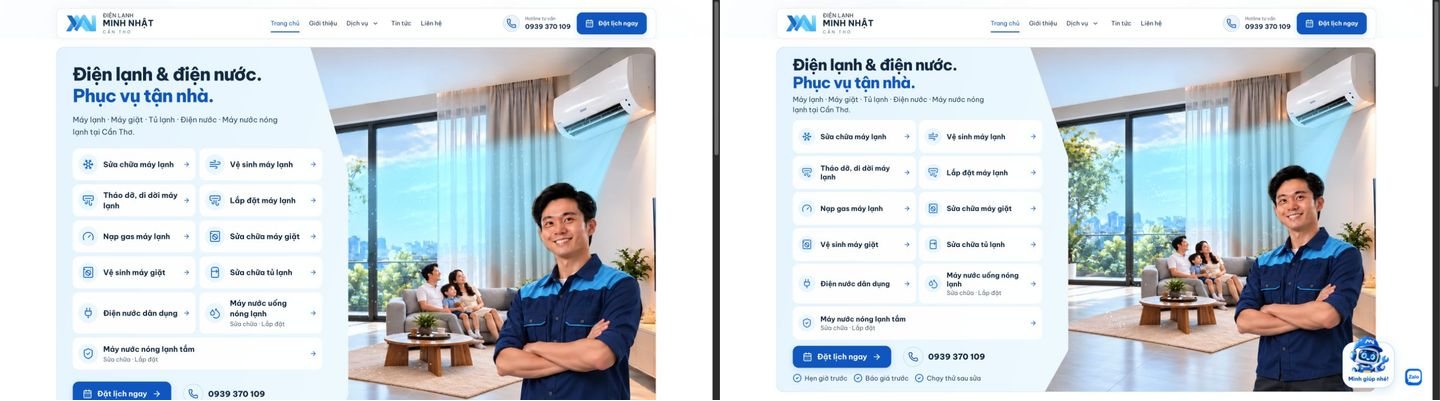 ĐIỆN LẠNH
MINH NHẬT
CẦN THƠ
Trang chủ Giới thiệu Dịch vụ Tin tức Liên hệ
Hotline tư vấn
0939 370 109
Đặt lịch ngay
Điện lạnh & điện nước.
Phục vụ tận nhà.
Máy lạnh · Máy giặt · Tủ lạnh · Điện nước · Máy nước nóng
lạnh tại Cần Thơ.
Sửa chữa máy lạnh
Vệ sinh máy lạnh
Tháo dỡ, di dời máy
lạnh
Lắp đặt máy lạnh
Nạp gas máy lạnh
Sửa chữa máy giặt
Vệ sinh máy giặt
Sửa chữa tủ lạnh
Điện nước dân dụng
Máy nước uống
nóng lạnh
Sửa chữa · Lắp đặt
Máy nước nóng lạnh tắm
Sửa chữa · Lắp đặt
Đặt lịch ngay
0939 370 109
ĐIỆN LẠNH
MINH NHẬT
CẦN THƠ
Trang chủ Giới thiệu Dịch vụ Tin tức Liên hệ
Hotline tư vấn
0939 370 109
Đặt lịch ngay
Điện lạnh & điện nước.
Phục vụ tận nhà.
Máy lạnh · Máy giặt · Tủ lạnh · Điện nước · Máy nước nóng
lạnh tại Cần Thơ.
Sửa chữa máy lạnh
Vệ sinh máy lạnh
Tháo dỡ, di dời máy
lạnh
Lắp đặt máy lạnh
Nạp gas máy lạnh
Sửa chữa máy giặt
Vệ sinh máy giặt
Sửa chữa tủ lạnh
Điện nước dân dụng
Máy nước uống nóng
lạnh
Sửa chữa · Lắp đặt
Máy nước nóng lạnh tắm
Sửa chữa · Lắp đặt
Đặt lịch ngay
0939 370 109
Hẹn giờ trước Báo giá trước Chạy thử sau sửa
Minh giúp nhé!
Zalo